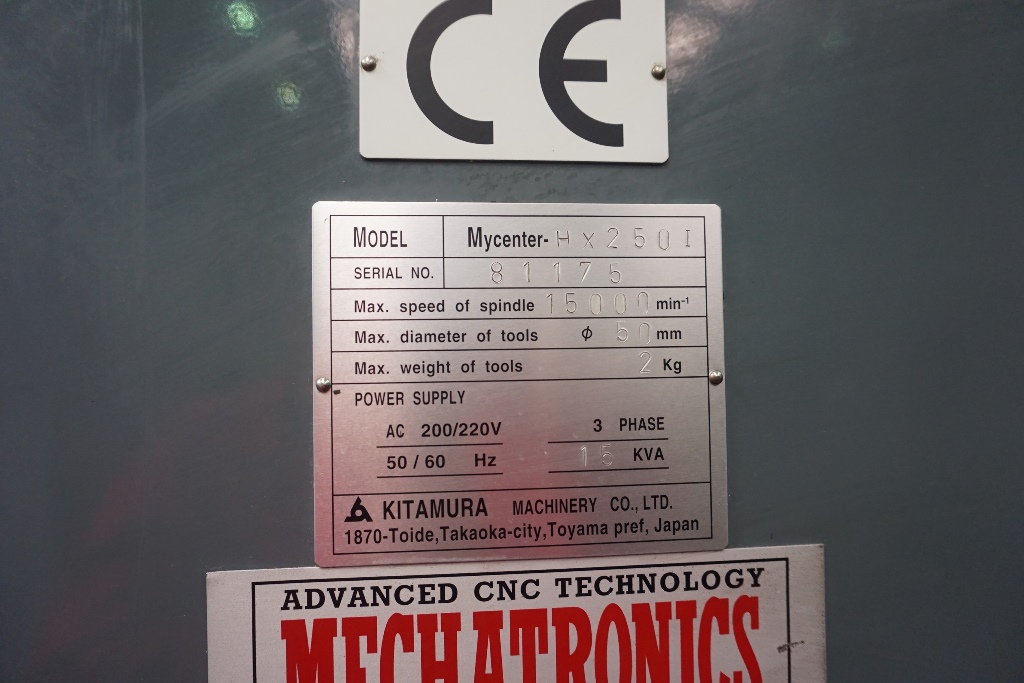 CE
MODEL Mycenter-HX250I
SERIAL NO. 81175
Max. speed of spindle 15000 min⁻¹
Max. diameter of tools ϕ 50 mm
Max. weight of tools 2 Kg
POWER SUPPLY
AC 200/220V 3 PHASE
50/60 Hz 15 KVA
KITAMURA MACHINERY CO.,LTD.
1870-Toide,Takaoka-city,Toyama pref, Japan
ADVANCED CNC TECHNOLOGY
MECHATRONICS